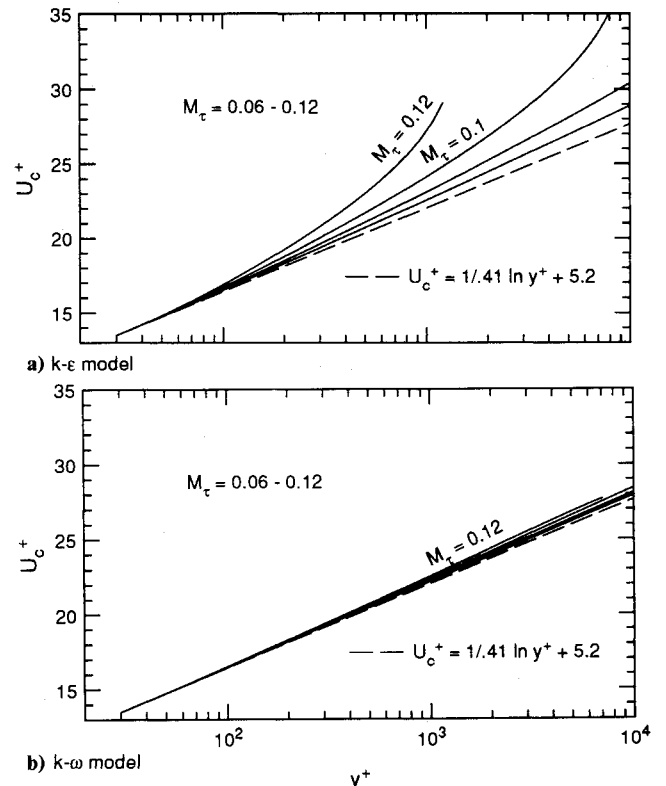 35
30
25
20
15
U_c^+
M_τ = 0.06 - 0.12
M_τ = 0.12
M_τ = 0.1
U_c^+ = 1/.41 ln y^+ + 5.2
a) k-ε model
35
30
25
20
15
U_c^+
M_τ = 0.06 - 0.12
M_τ = 0.12
U_c^+ = 1/.41 ln y^+ + 5.2
10^2 10^3 10^4
b) k-ω model
y^+